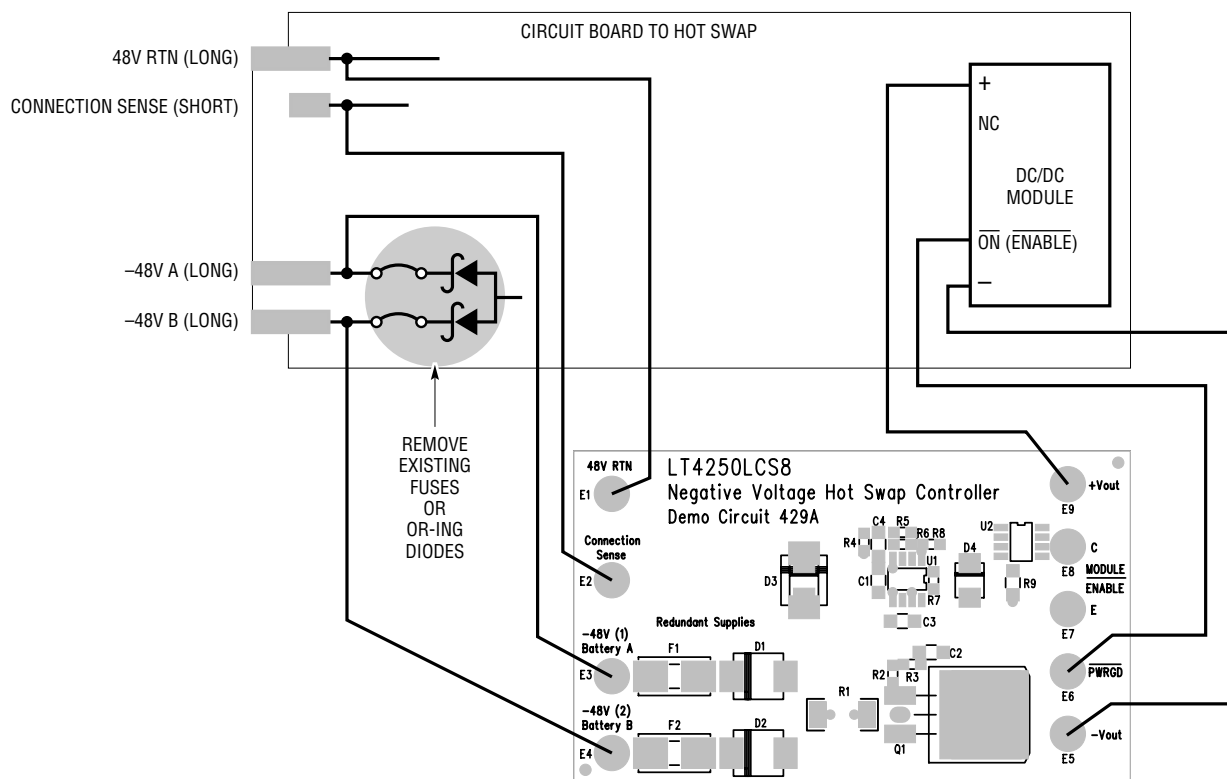 CIRCUIT BOARD TO HOT SWAP
48V RTN (LONG)
CONNECTION SENSE (SHORT)
–48V A (LONG)
–48V B (LONG)
+
NC
DC/DC
MODULE
ON (ENABLE)
–
REMOVE
EXISTING
FUSES
OR
OR-ING
DIODES
48V RTN
E1
LT4250LCS8
Negative Voltage Hot Swap Controller
Demo Circuit 429A
Connection
Sense
E2
Redundant Supplies
-48V (1)
Battery A
E3
F1
D1
-48V (2)
Battery B
E4
F2
D2
D3
R4
C4
R5
R6
R8
U1
C1
R7
C3
D4
U2
R9
C2
R2
R3
R1
Q1
+Vout
E9
C
E8
MODULE
ENABLE
E
E7
PWRGD
E6
-Vout
E5